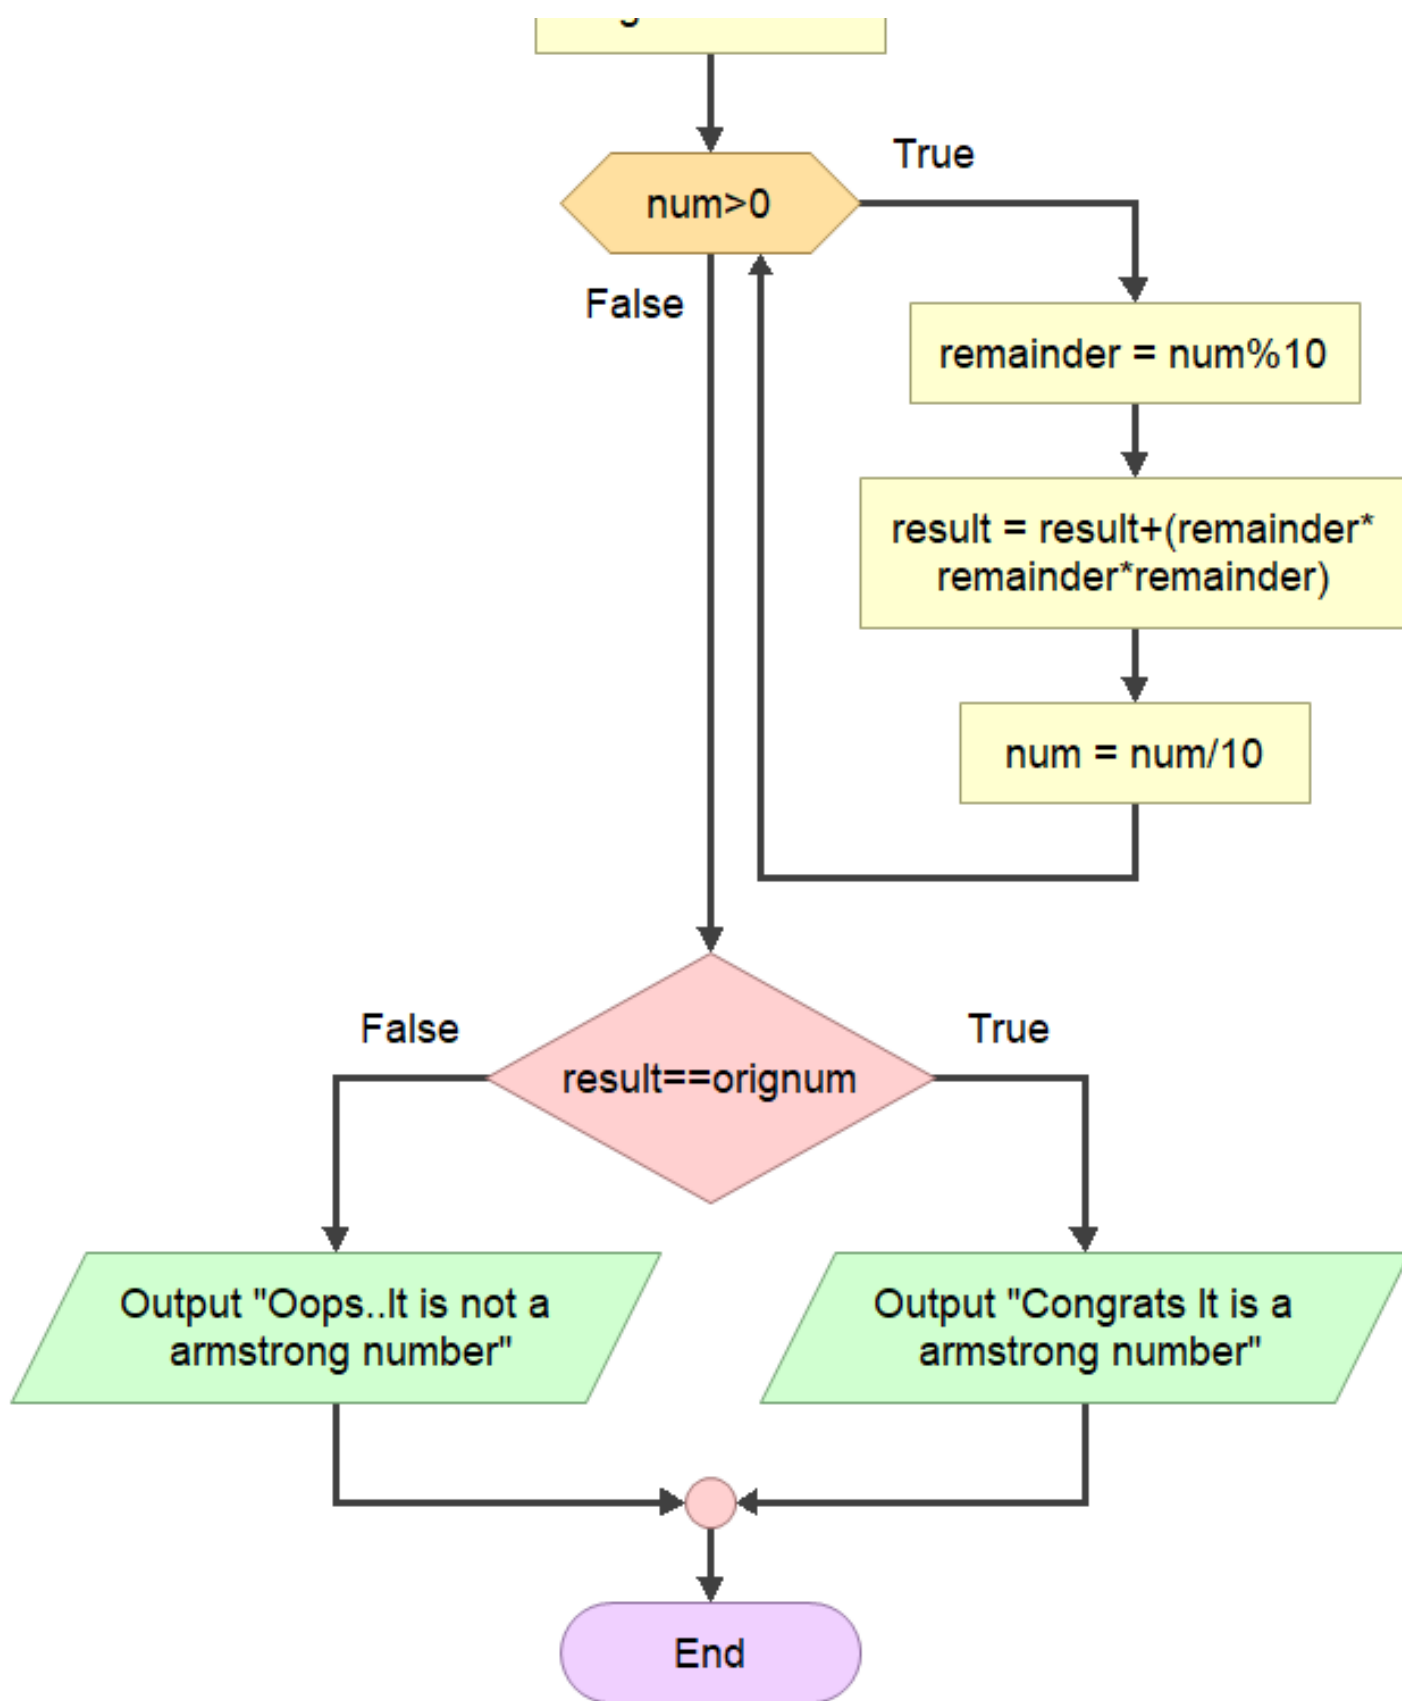 num>0
True
False
remainder = num%10
result = result+(remainder*
remainder*remainder)
num = num/10
False
True
result==orignum
Output "Oops..It is not a
armstrong number"
Output "Congrats It is a
armstrong number"
End